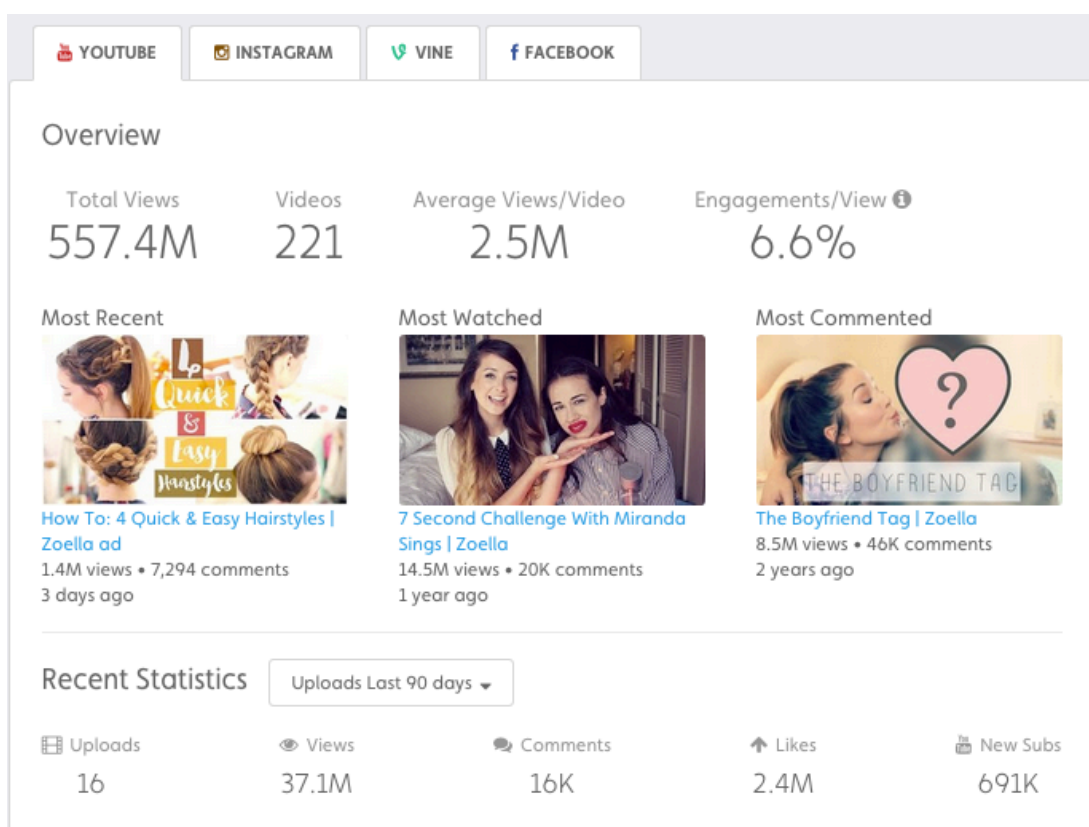 YOUTUBE
INSTAGRAM
VINE
FACEBOOK
Overview
Total Views
557.4M
Videos
221
Average Views/Video
2.5M
Engagements/View
6.6%
Most Recent
4
Quick
&
Easy
Hairstyles
How To: 4 Quick & Easy Hairstyles |
Zoella ad
1.4M views • 7,294 comments
3 days ago
Most Watched
7 Second Challenge With Miranda
Sings | Zoella
14.5M views • 20K comments
1 year ago
Most Commented
?
THE BOYFRIEND TAG
The Boyfriend Tag | Zoella
8.5M views • 46K comments
2 years ago
Recent Statistics
Uploads Last 90 days
Uploads
16
Views
37.1M
Comments
16K
Likes
2.4M
New Subs
691K